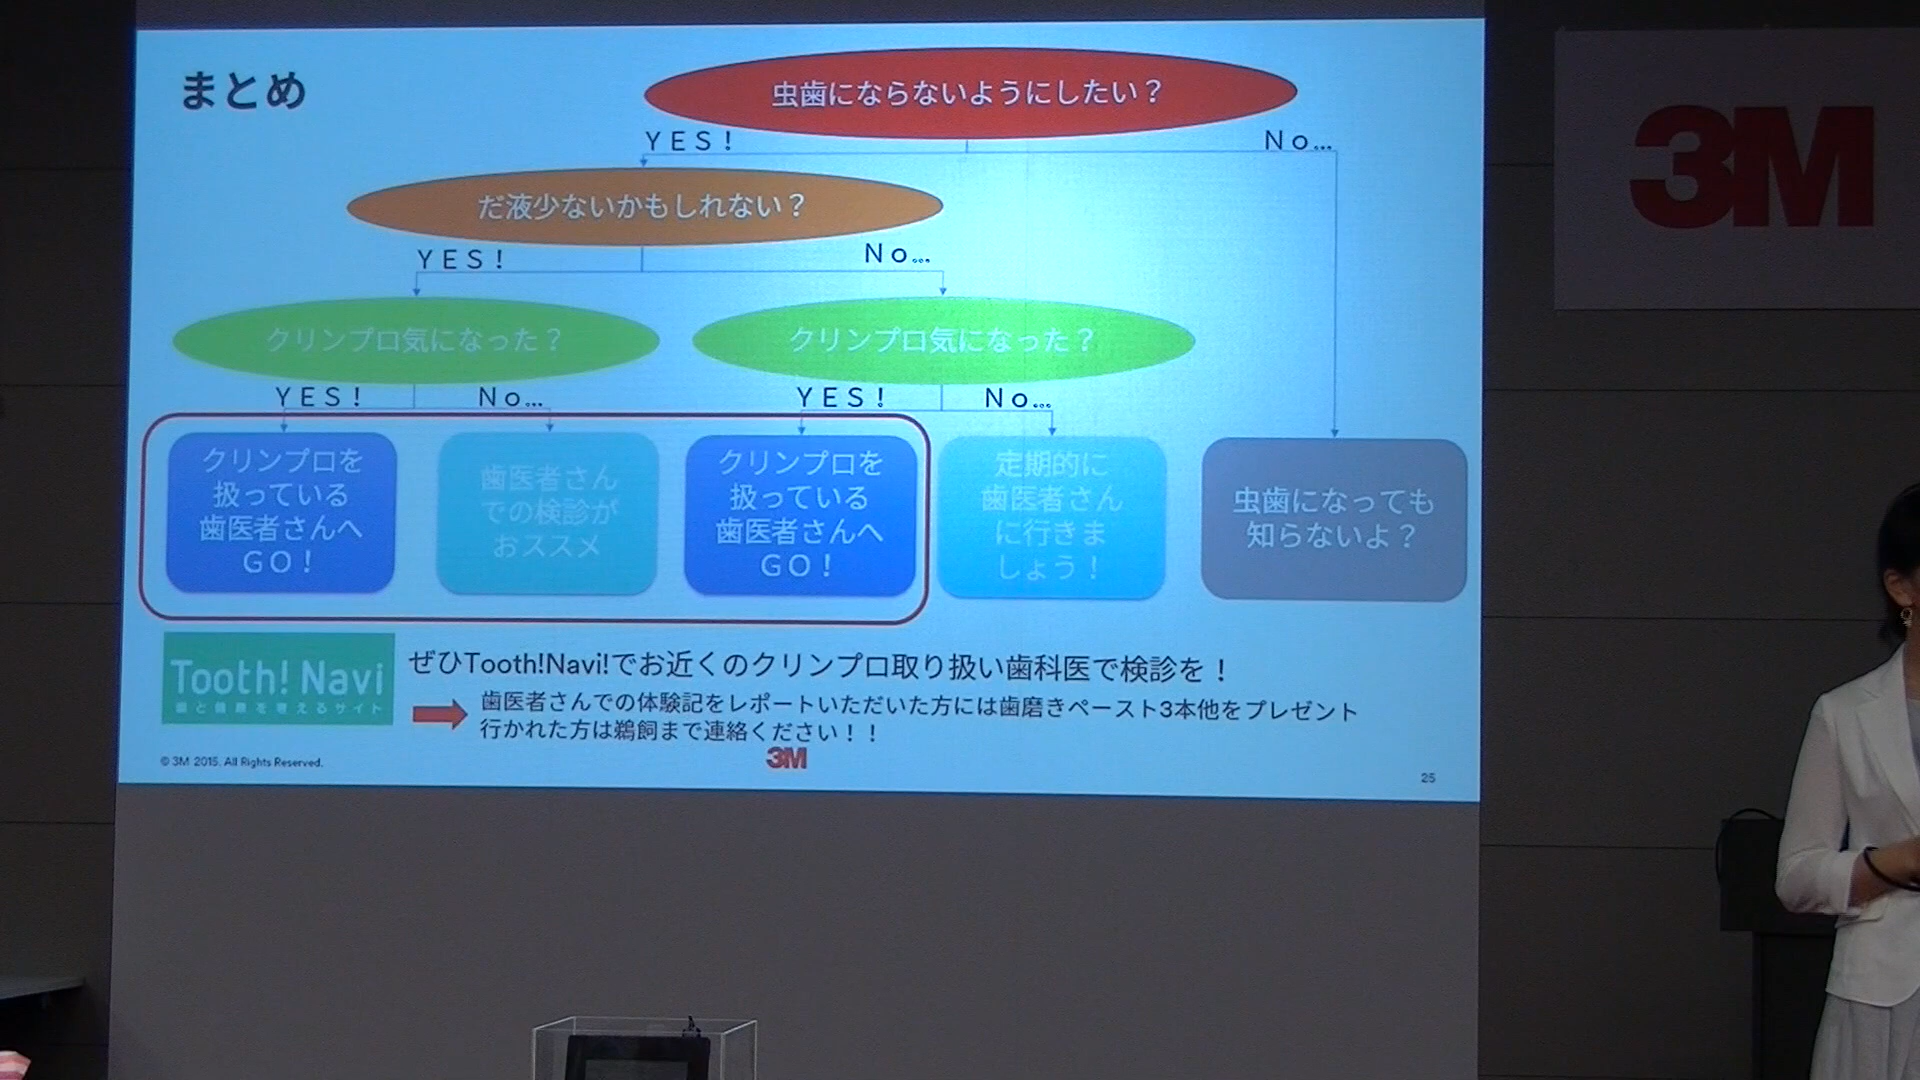 まとめ
虫歯にならないようにしたい？
ＹＥＳ！
Ｎｏ…
だ液少ないかもしれない？
ＹＥＳ！
Ｎｏ…
クリンプロ気になった？
クリンプロ気になった？
ＹＥＳ！
Ｎｏ…
ＹＥＳ！
Ｎｏ…
クリンプロを
扱っている
歯医者さんへ
ＧＯ！
歯医者さん
での検診が
おススメ
クリンプロを
扱っている
歯医者さんへ
ＧＯ！
定期的に
歯医者さん
に行きま
しょう！
虫歯になっても
知らないよ？
Tooth! Navi
歯と健康を考えるサイト
ぜひTooth!Navi!でお近くのクリンプロ取り扱い歯科医で検診を！
歯医者さんでの体験記をレポートいただいた方には歯磨きペースト3本他をプレゼント
行かれた方は鵜飼まで連絡ください！！
© 3M 2015. All Rights Reserved.
3M
25
3M